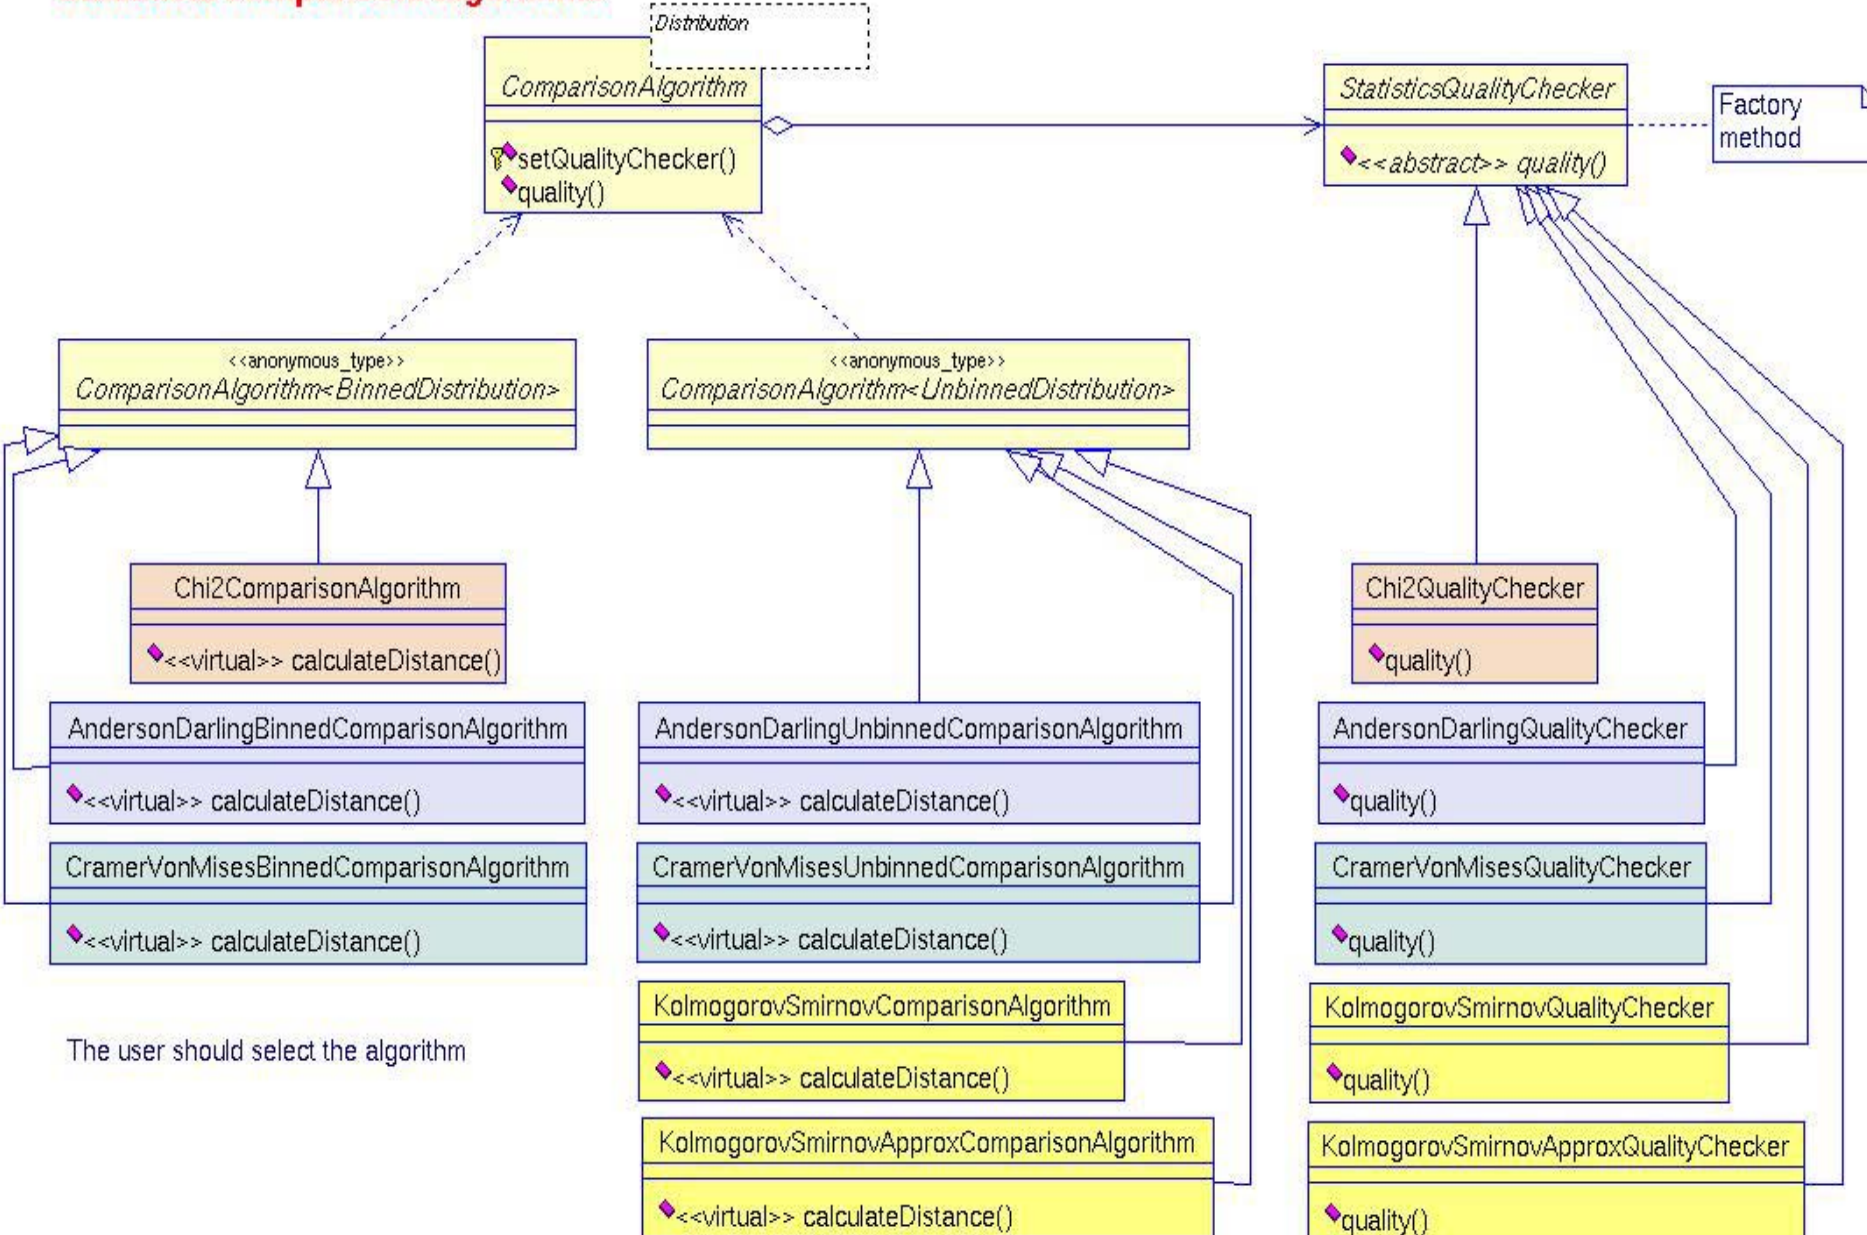 Distribution
ComparisonAlgorithm
setQualityChecker()
quality()
StatisticsQualityChecker
<<abstract>> quality()
Factory
method
<<anonymous_type>>
ComparisonAlgorithm<BinnedDistribution>
<<anonymous_type>>
ComparisonAlgorithm<UnbinnedDistribution>
Chi2ComparisonAlgorithm
<<virtual>> calculateDistance()
Chi2QualityChecker
quality()
AndersonDarlingBinnedComparisonAlgorithm
<<virtual>> calculateDistance()
AndersonDarlingUnbinnedComparisonAlgorithm
<<virtual>> calculateDistance()
AndersonDarlingQualityChecker
quality()
CramerVonMisesBinnedComparisonAlgorithm
<<virtual>> calculateDistance()
CramerVonMisesUnbinnedComparisonAlgorithm
<<virtual>> calculateDistance()
CramerVonMisesQualityChecker
quality()
KolmogorovSmirnovComparisonAlgorithm
<<virtual>> calculateDistance()
KolmogorovSmirnovQualityChecker
quality()
The user should select the algorithm
KolmogorovSmirnovApproxComparisonAlgorithm
<<virtual>> calculateDistance()
KolmogorovSmirnovApproxQualityChecker
quality()